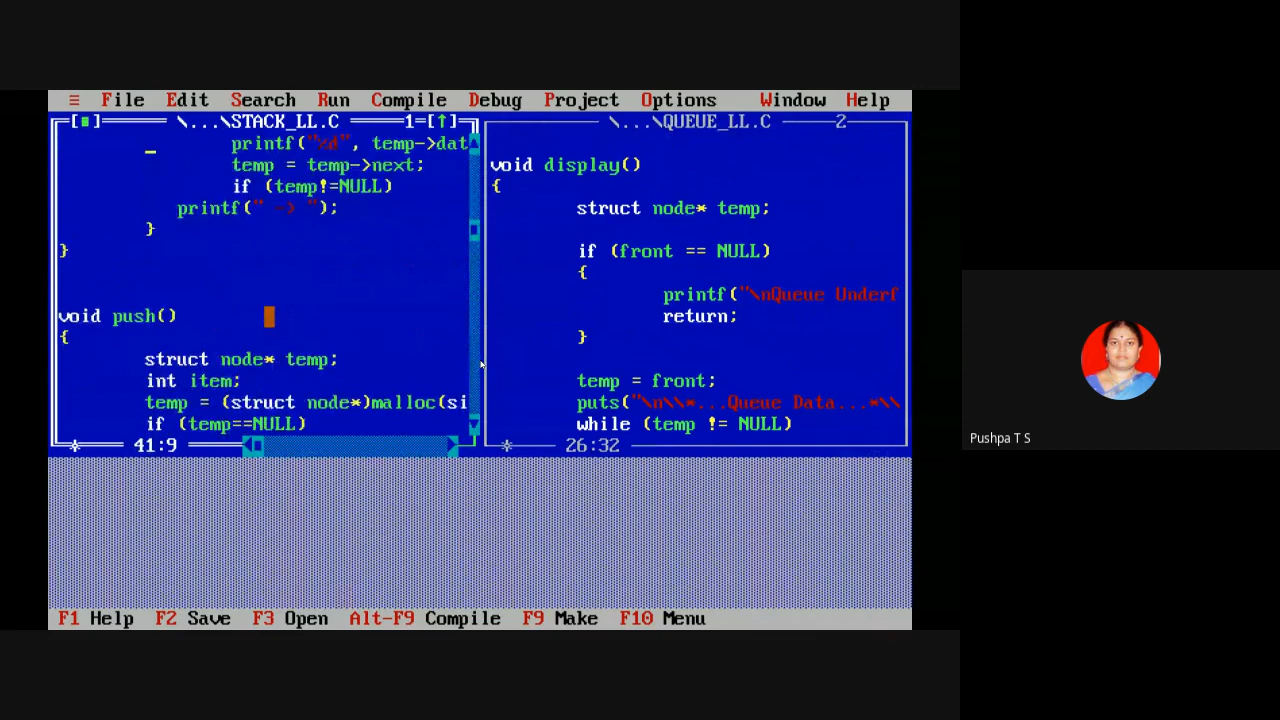 ≡ File Edit Search Run Compile Debug Project Options Window Help
[■] \...\STACK_LL.C 1=[↑]
printf("%d", temp->dat
temp = temp->next;
if (temp!=NULL)
printf(" -> ");
}
}
void push()
{
struct node* temp;
int item;
temp = (struct node*)malloc(si
if (temp==NULL)
41:9
\...\QUEUE_LL.C 2
void display()
{
struct node* temp;
if (front == NULL)
{
printf("\nQueue Underf
return;
}
temp = front;
puts("\n\\*...Queue Data...*\\
while (temp != NULL)
26:32
F1 Help F2 Save F3 Open Alt-F9 Compile F9 Make F10 Menu
Pushpa T S